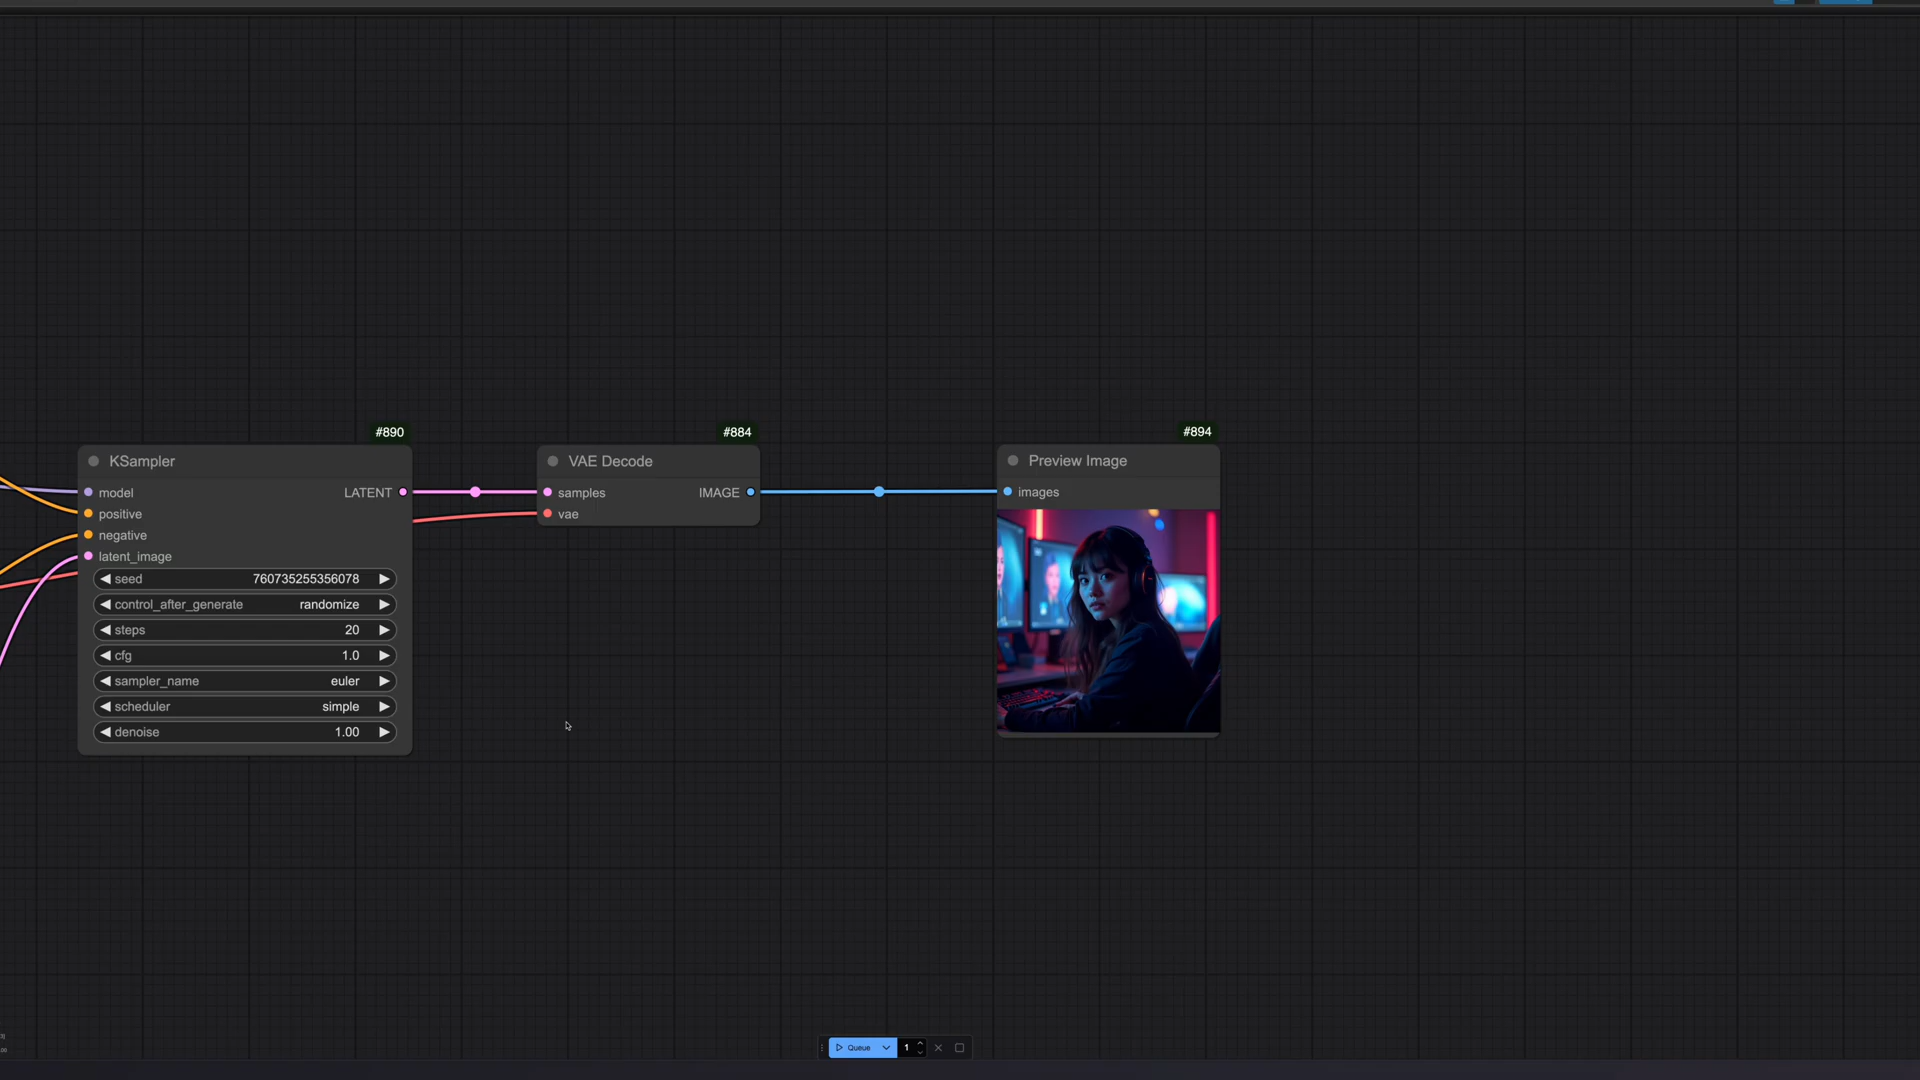 #890
KSampler
model
LATENT
positive
negative
latent_image
seed 760735255356078
control_after_generate randomize
steps 20
cfg 1.0
sampler_name euler
scheduler simple
denoise 1.00
#884
VAE Decode
samples
IMAGE
vae
#894
Preview Image
images
Queue
1